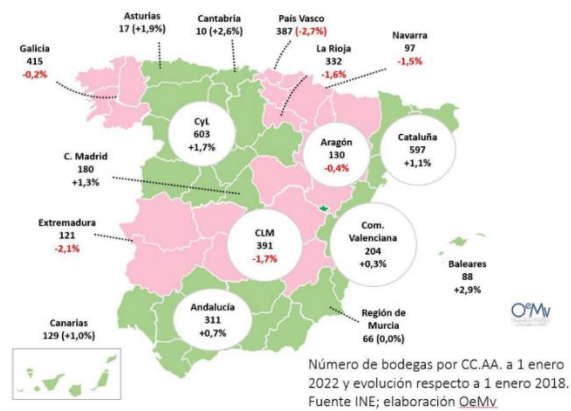 Asturias
17 (+1,9%)
Cantabria
10 (+2,6%)
País Vasco
387 (-2,7%)
Navarra
97
-1,5%
La Rioja
332
-1,6%
Galicia
415
-0,2%
CyL
603
+1,7%
Aragón
130
-0,4%
Cataluña
597
+1,1%
C. Madrid
180
+1,3%
Extremadura
121
-2,1%
CLM
391
-1,7%
Com.
Valenciana
204
+0,3%
Baleares
88
+2,9%
Andalucía
311
+0,7%
Región de
Murcia
66 (0,0%)
Canarias
129 (+1,0%)
OeMv
Número de bodegas por CC.AA. a 1 enero
2022 y evolución respecto a 1 enero 2018.
Fuente INE; elaboración OeMv